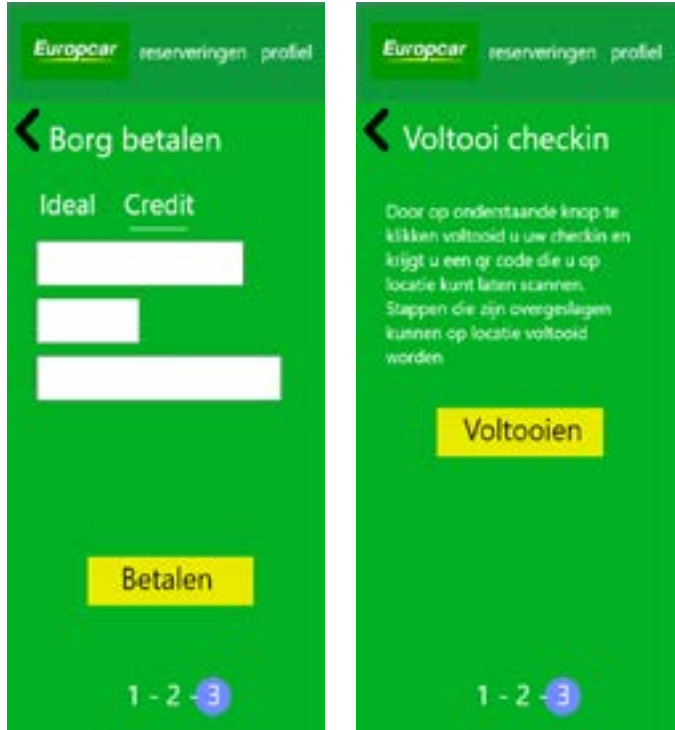 Europcar reserveringen profiel
Borg betalen
Ideal Credit
Betalen
1 - 2 - 3
Europcar reserveringen profiel
Voltooi checkin
Door op onderstaande knop te
klikken voltooid u uw checkin en
krijgt u een qr code die u op
locatie kunt laten scannen.
Stappen die zijn overgeslagen
kunnen op locatie voltooid
worden
Voltooien
1 - 2 - 3